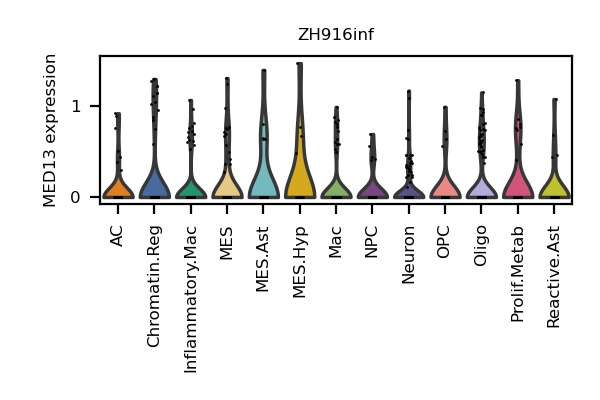 ZH916inf
MED13 expression
1
0
AC
Chromatin.Reg
Inflammatory.Mac
MES
MES.Ast
MES.Hyp
Mac
NPC
Neuron
OPC
Oligo
Prolif.Metab
Reactive.Ast